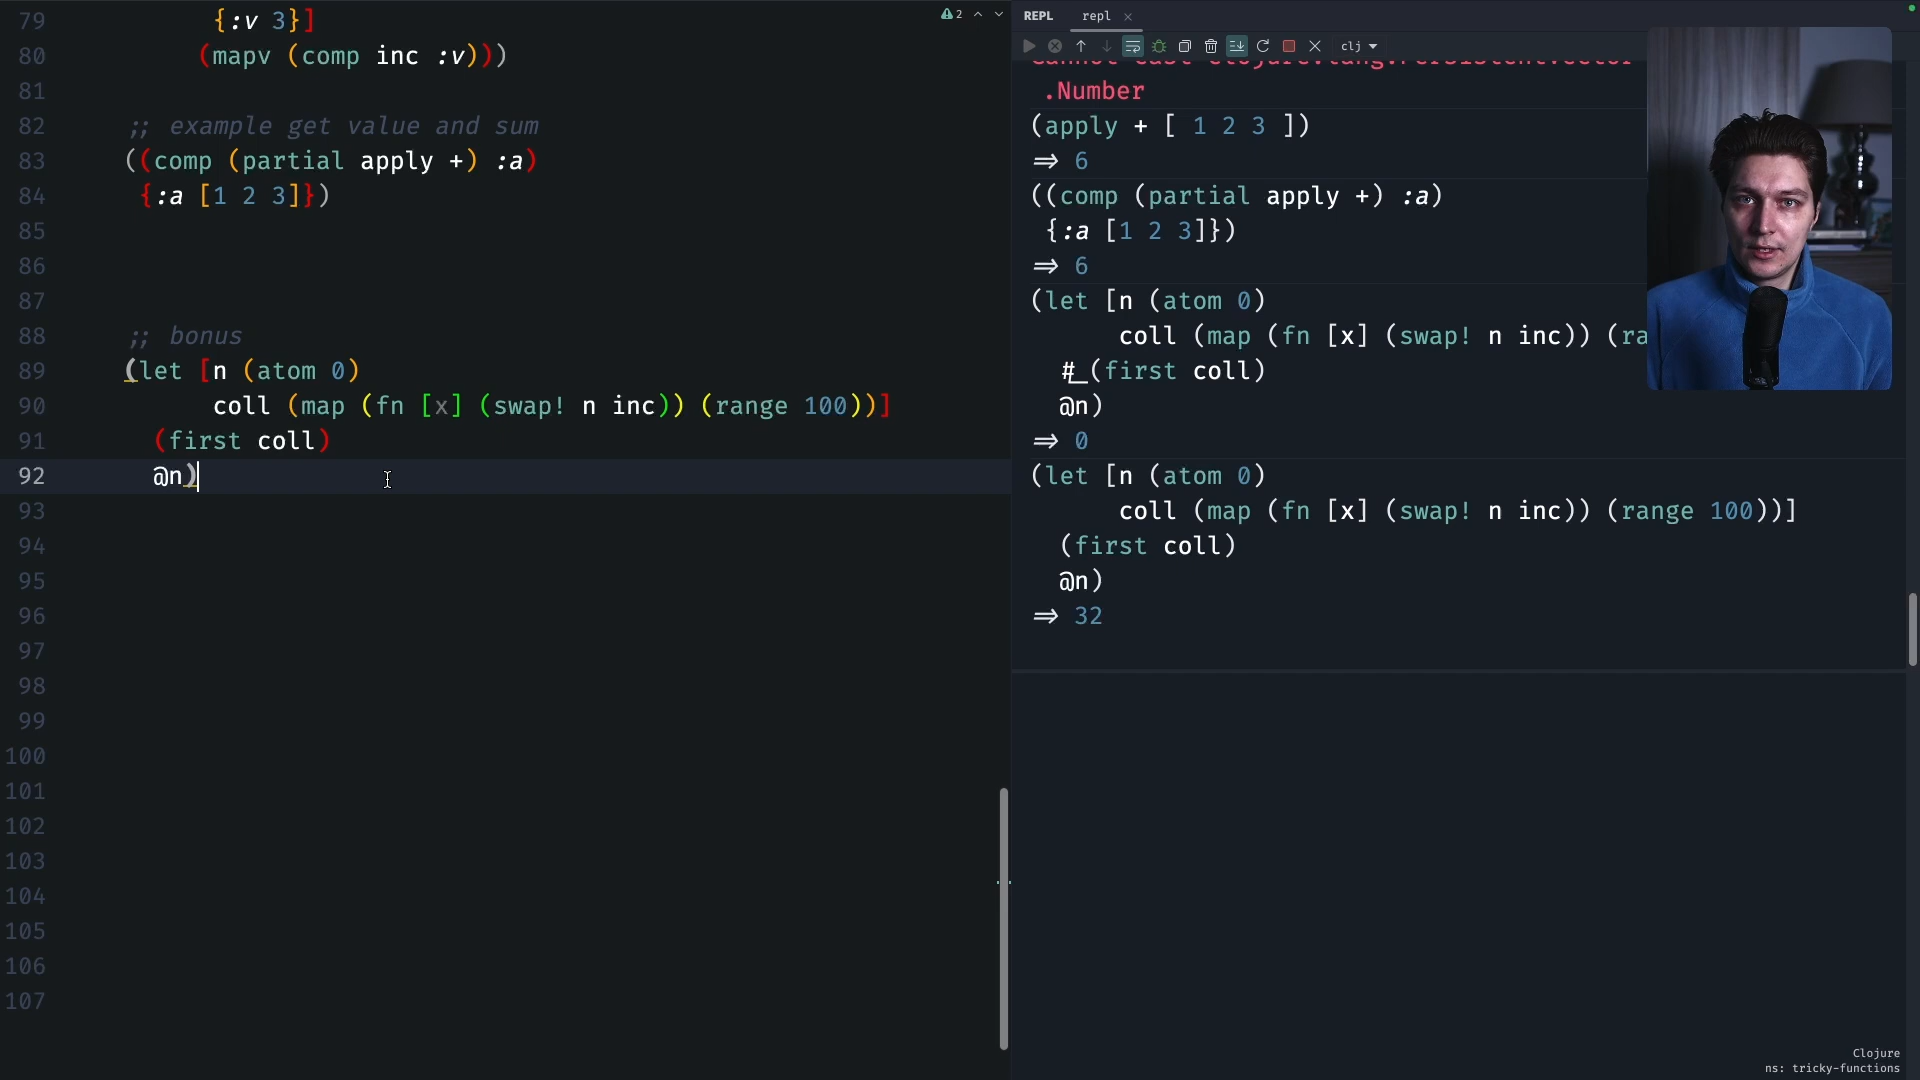 79 {:v 3}]
80 (mapv (comp inc :v)))
81
82 ;; example get value and sum
83 ((comp (partial apply +) :a)
84 {:a [1 2 3]})
85
86
87
88 ;; bonus
89 (let [n (atom 0)
90 coll (map (fn [x] (swap! n inc)) (range 100))]
91 (first coll)
92 @n)
93
94
95
96
97
98
99
100
101
102
103
104
105
106
107
2
REPL repl
clj
.Number
(apply + [ 1 2 3 ])
=> 6
((comp (partial apply +) :a)
{:a [1 2 3]})
=> 6
(let [n (atom 0)
coll (map (fn [x] (swap! n inc)) (ra
#_(first coll)
@n)
=> 0
(let [n (atom 0)
coll (map (fn [x] (swap! n inc)) (range 100))]
(first coll)
@n)
=> 32
Clojure
ns: tricky-functions